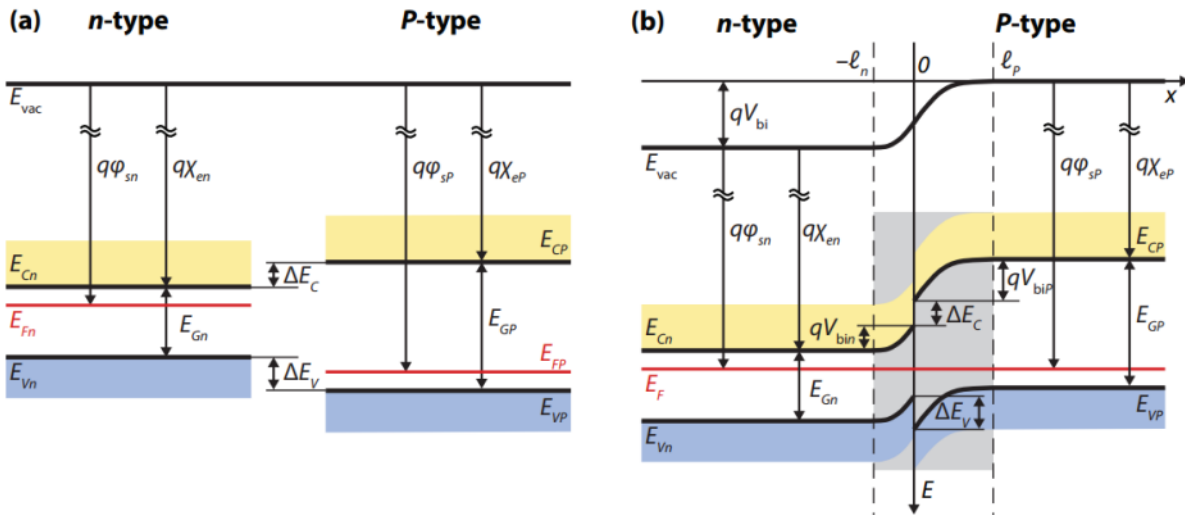 (a)
n-type
P-type
E_vac
qφ_sn
qχ_en
qφ_sP
qχ_eP
E_Cn
E_CP
ΔE_C
E_Fn
E_Gn
E_GP
E_FP
E_Vn
ΔE_V
E_VP
(b)
n-type
P-type
−ℓ_n
0
ℓ_P
x
qV_bi
E_vac
qφ_sP
qχ_eP
qφ_sn
qχ_en
E_CP
qV_biP
ΔE_C
E_Cn
qV_bin
E_GP
E_F
E_Gn
ΔE_V
E_VP
E_Vn
E